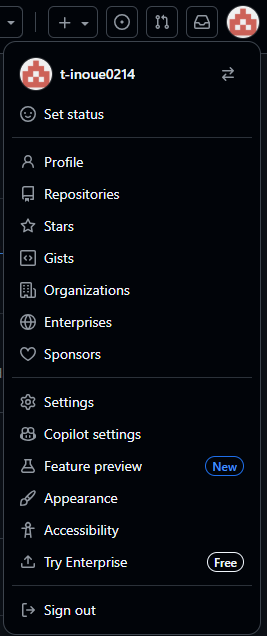 t-inoue0214
Set status
Profile
Repositories
Stars
Gists
Organizations
Enterprises
Sponsors
Settings
Copilot settings
Feature preview New
Appearance
Accessibility
Try Enterprise Free
Sign out